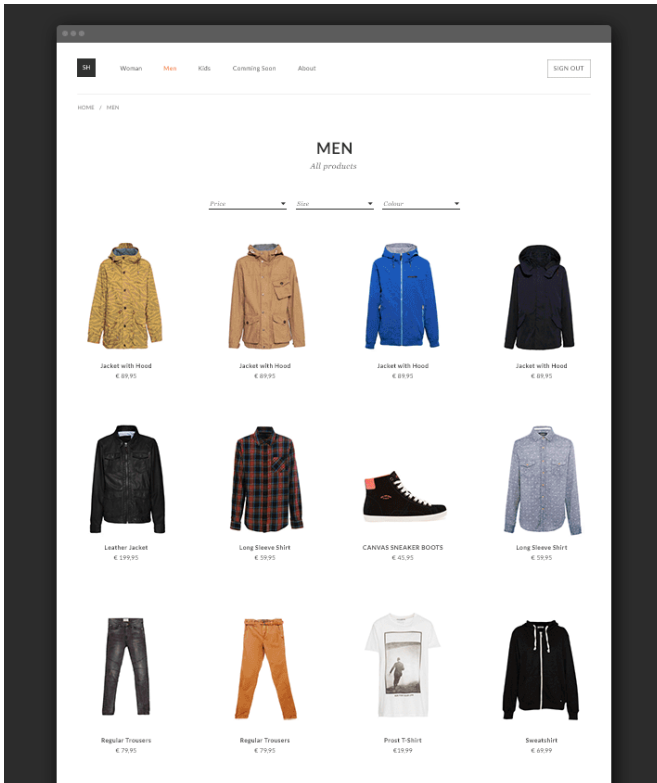 SH Woman Men Kids Comming Soon About SIGN OUT
HOME / MEN
MEN
All products
Price Size Colour
Jacket with Hood Jacket with Hood Jacket with Hood Jacket with Hood
€ 89,95 € 89,95 € 89,95 € 89,95
Leather Jacket Long Sleeve Shirt CANVAS SNEAKER BOOTS Long Sleeve Shirt
€ 199,95 € 59,95 € 45,95 € 59,95
Regular Trousers Regular Trousers Prost T-Shirt Sweatshirt
€ 79,95 € 79,95 €19,99 € 69,99